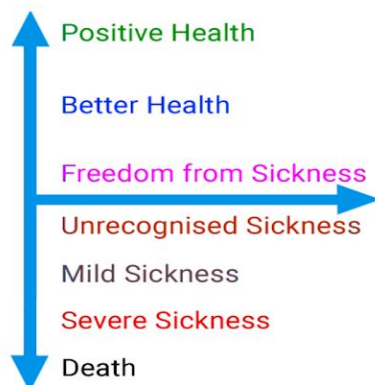 Positive Health
Better Health
Freedom from Sickness
Unrecognised Sickness
Mild Sickness
Severe Sickness
Death